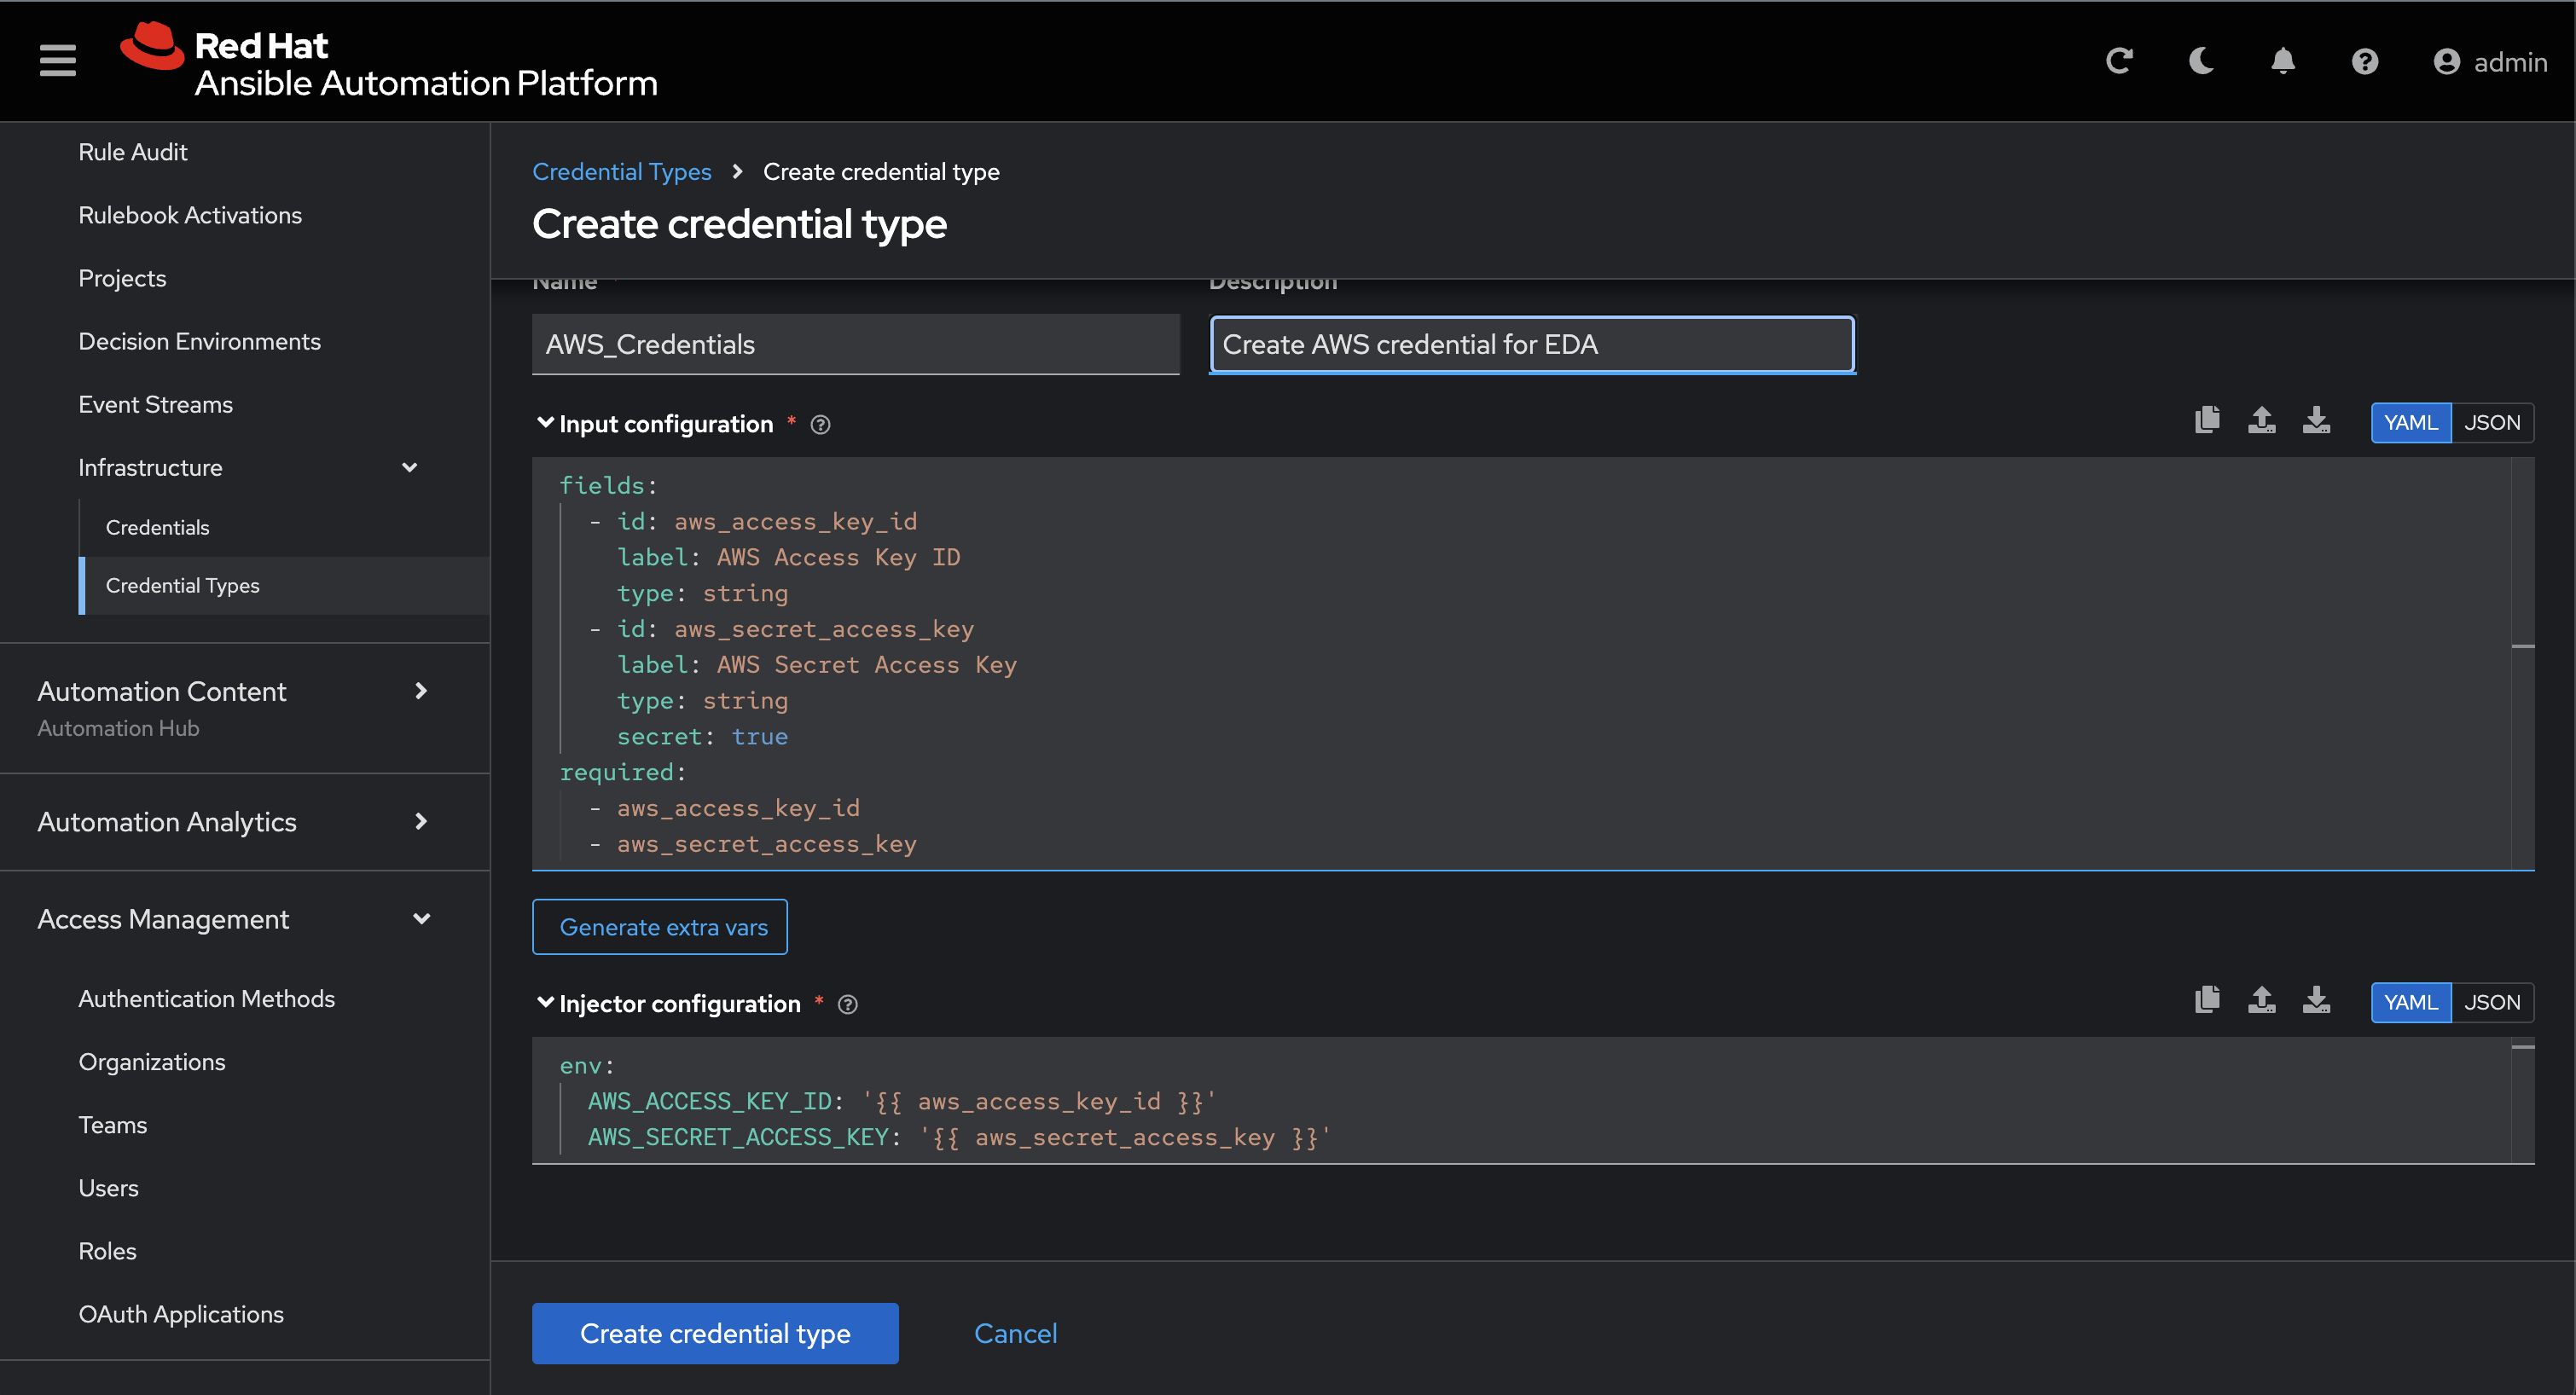 Red Hat
Ansible Automation Platform
admin
Rule Audit
Rulebook Activations
Projects
Decision Environments
Event Streams
Infrastructure
Credentials
Credential Types
Automation Content
Automation Hub
Automation Analytics
Access Management
Authentication Methods
Organizations
Teams
Users
Roles
OAuth Applications
Credential Types > Create credential type
Create credential type
Name *
Description
AWS_Credentials
Create AWS credential for EDA
Input configuration *
YAML JSON
fields:
  - id: aws_access_key_id
    label: AWS Access Key ID
    type: string
  - id: aws_secret_access_key
    label: AWS Secret Access Key
    type: string
    secret: true
required:
  - aws_access_key_id
  - aws_secret_access_key
Generate extra vars
Injector configuration *
YAML JSON
env:
  AWS_ACCESS_KEY_ID: '{{ aws_access_key_id }}'
  AWS_SECRET_ACCESS_KEY: '{{ aws_secret_access_key }}'
Create credential type
Cancel